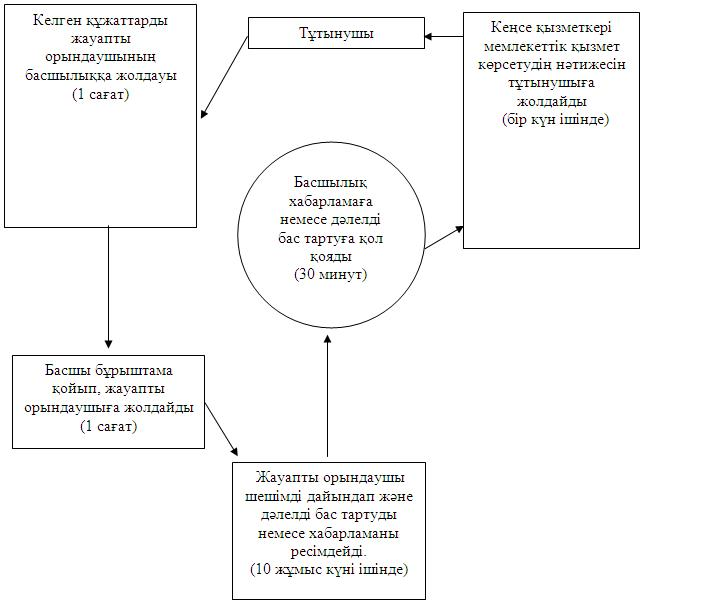 Келген құжаттарды
жауапты
орындаушының
басшылыққа жолдауы
(1 сағат)
Тұтынушы
Кеңсе қызметкері
мемлекеттік қызмет
көрсетудің нәтижесін
тұтынушыға
жолдайды
(бір күн ішінде)
Басшылық
хабарламаға
немесе дәлелді
бас тартуға қол
қояды
(30 минут)
Басшы бұрыштама
қойып, жауапты
орындаушыға жолдайды
(1 сағат)
Жауапты орындаушы
шешімді дайындап және
дәлелді бас тартуды
немесе хабарламаны
ресімдейді.
(10 жұмыс күні ішінде)